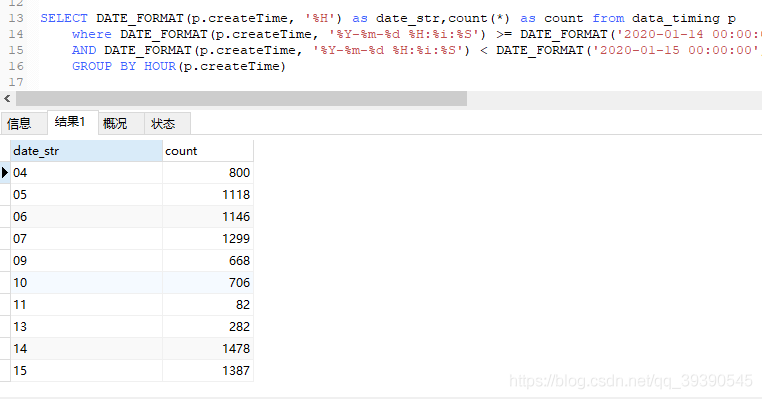 12
13 SELECT DATE_FORMAT(p.createTime, '%H') as date_str,count(*) as count from data_timing p
14 where DATE_FORMAT(p.createTime, '%Y-%m-%d %H:%i:%S') >= DATE_FORMAT('2020-01-14 00:00:0
15 AND DATE_FORMAT(p.createTime, '%Y-%m-%d %H:%i:%S') < DATE_FORMAT('2020-01-15 00:00:00'
16 GROUP BY HOUR(p.createTime)
17
信息 结果1 概况 状态
date_str count
04 800
05 1118
06 1146
07 1299
09 668
10 706
11 82
13 282
14 1478
15 1387
https://blog.csdn.net/qq_39390545